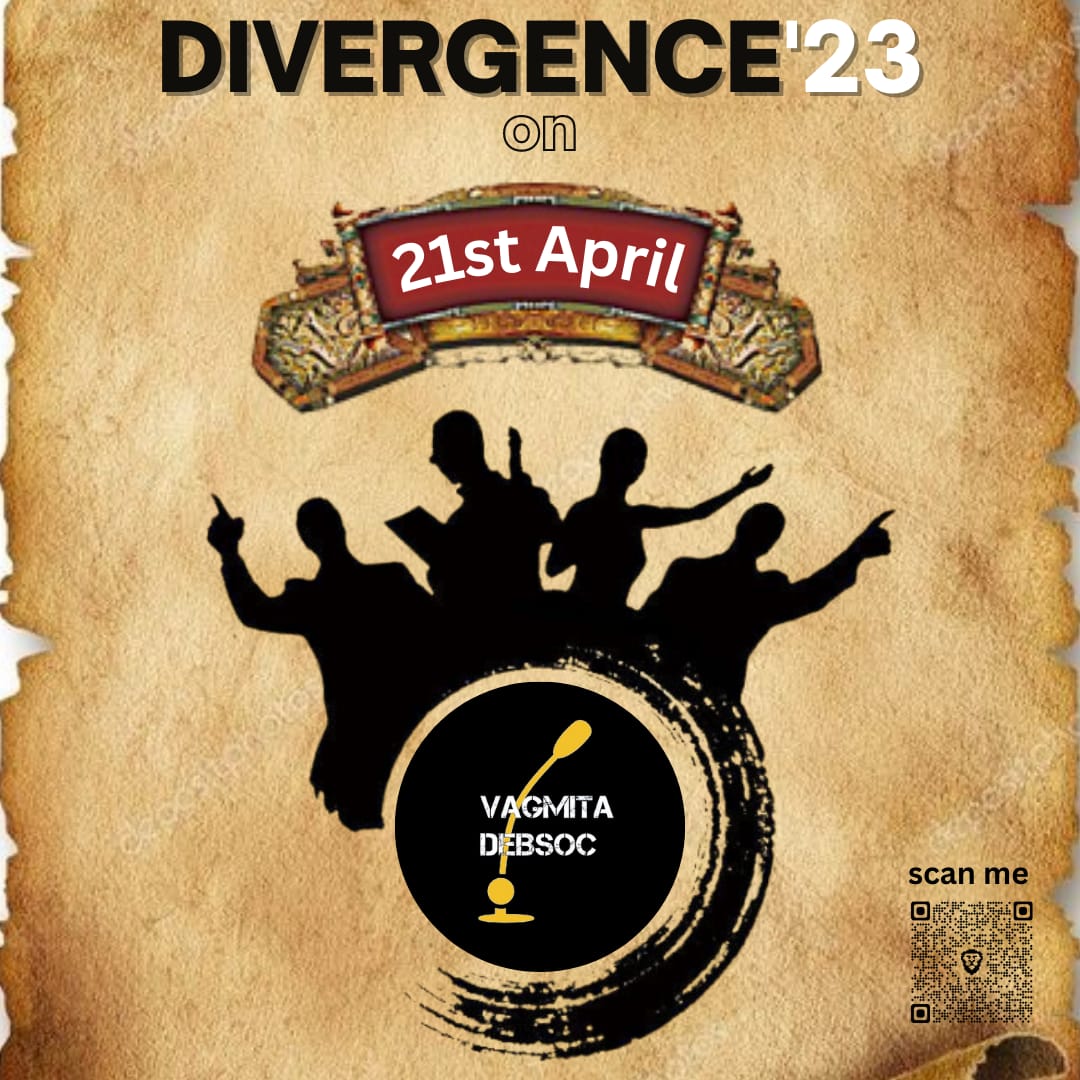 DIVERGENCE'23
on
21st April
VAGMITA
DEBSOC
scan me